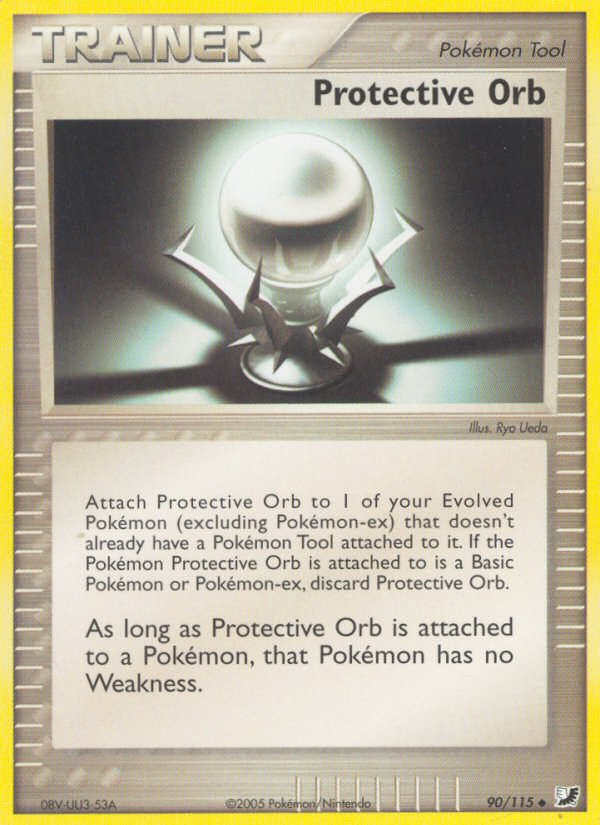 TRAINER
Pokémon Tool
Protective Orb
Illus. Ryo Ueda
Attach Protective Orb to 1 of your Evolved
Pokémon (excluding Pokémon-ex) that doesn't
already have a Pokémon Tool attached to it. If the
Pokémon Protective Orb is attached to is a Basic
Pokémon or Pokémon-ex, discard Protective Orb.
As long as Protective Orb is attached
to a Pokémon, that Pokémon has no
Weakness.
08V-UU3-53A
©2005 Pokémon/Nintendo
90/115 ◆